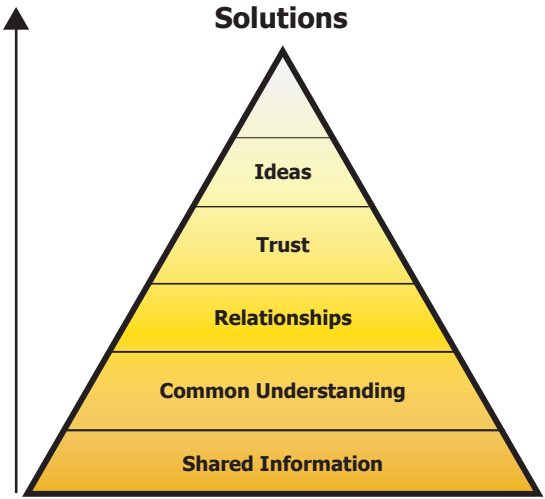 Solutions
Ideas
Trust
Relationships
Common Understanding
Shared Information